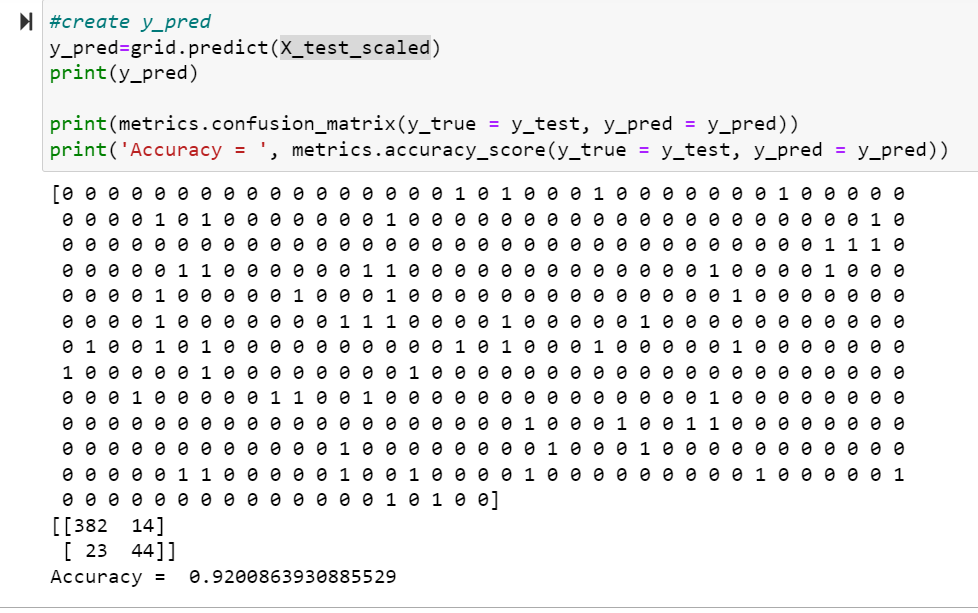 #create y_pred
y_pred=grid.predict(X_test_scaled)
print(y_pred)
print(metrics.confusion_matrix(y_true = y_test, y_pred = y_pred))
print('Accuracy = ', metrics.accuracy_score(y_true = y_test, y_pred = y_pred))
[0 0 0 0 0 0 0 0 0 0 0 0 0 0 0 0 0 1 0 1 0 0 0 1 0 0 0 0 0 0 0 1 0 0 0 0 0
0 0 0 0 1 0 1 0 0 0 0 0 0 0 1 0 0 0 0 0 0 0 0 0 0 0 0 0 0 0 0 0 0 0 0 1 0
0 0 0 0 0 0 0 0 0 0 0 0 0 0 0 0 0 0 0 0 0 0 0 0 0 0 0 0 0 0 0 0 0 1 1 1 0
0 0 0 0 0 1 1 0 0 0 0 0 0 1 1 0 0 0 0 0 0 0 0 0 0 0 0 0 1 0 0 0 0 1 0 0 0
0 0 0 0 1 0 0 0 0 0 1 0 0 0 1 0 0 0 0 0 0 0 0 0 0 0 0 0 0 1 0 0 0 0 0 0 0
0 0 0 0 1 0 0 0 0 0 0 0 1 1 1 0 0 0 0 1 0 0 0 0 0 1 0 0 0 0 0 0 0 0 0 0 0
0 1 0 0 1 0 1 0 0 0 0 0 0 0 0 0 0 1 0 1 0 0 0 1 0 0 0 0 0 1 0 0 0 0 0 0 0
1 0 0 0 0 0 1 0 0 0 0 0 0 0 0 1 0 0 0 0 0 0 0 0 0 0 0 0 0 0 0 0 0 0 0 0 0
0 0 0 1 0 0 0 0 0 1 1 0 0 1 0 0 0 0 0 0 0 0 0 0 0 0 0 0 1 0 0 0 0 0 0 0 0
0 0 0 0 0 0 0 0 0 0 0 0 0 0 0 0 0 0 0 0 1 0 0 0 1 0 0 1 1 0 0 0 0 0 0 0 0
0 0 0 0 0 0 0 0 0 0 0 0 1 0 0 0 0 0 0 0 0 1 0 0 0 1 0 0 0 0 0 0 0 0 0 0 0
0 0 0 0 0 1 1 0 0 0 0 0 1 0 0 1 0 0 0 0 1 0 0 0 0 0 0 0 0 0 1 0 0 0 0 0 1
0 0 0 0 0 0 0 0 0 0 0 0 0 0 1 0 1 0 0]
[[382 14]
[ 23 44]]
Accuracy = 0.9200863930885529